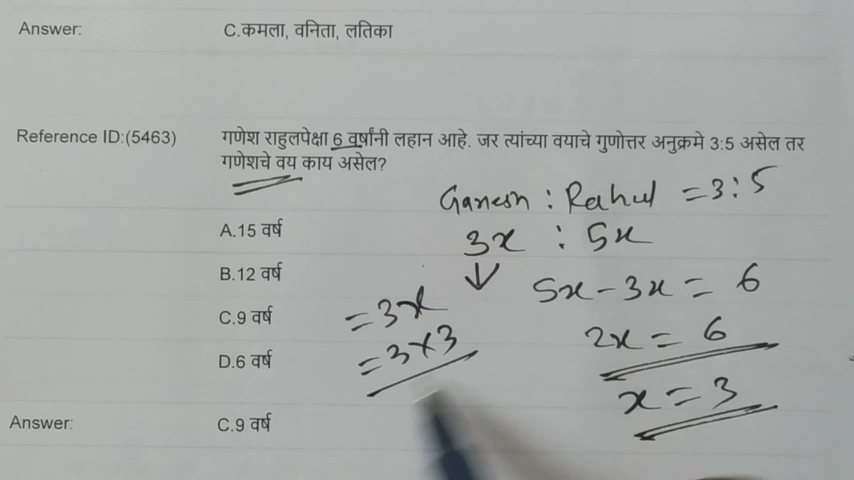 Answer: C.कमला, वनिता, लतिका
Reference ID:(5463) गणेश राहुलपेक्षा 6 वर्षांनी लहान आहे. जर त्यांच्या वयाचे गुणोत्तर अनुक्रमे 3:5 असेल तर
गणेशचे वय काय असेल?
Ganesh : Rahul = 3:5
A.15 वर्ष
3x : 5x
B.12 वर्ष
5x - 3x = 6
C.9 वर्ष
= 3x
2x = 6
D.6 वर्ष
= 3x3
x = 3
Answer: C.9 वर्ष